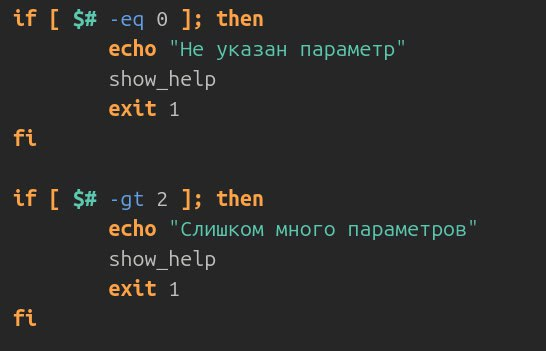 if [ $# -eq 0 ]; then
        echo "Не указан параметр"
        show_help
        exit 1
fi

if [ $# -gt 2 ]; then
        echo "Слишком много параметров"
        show_help
        exit 1
fi